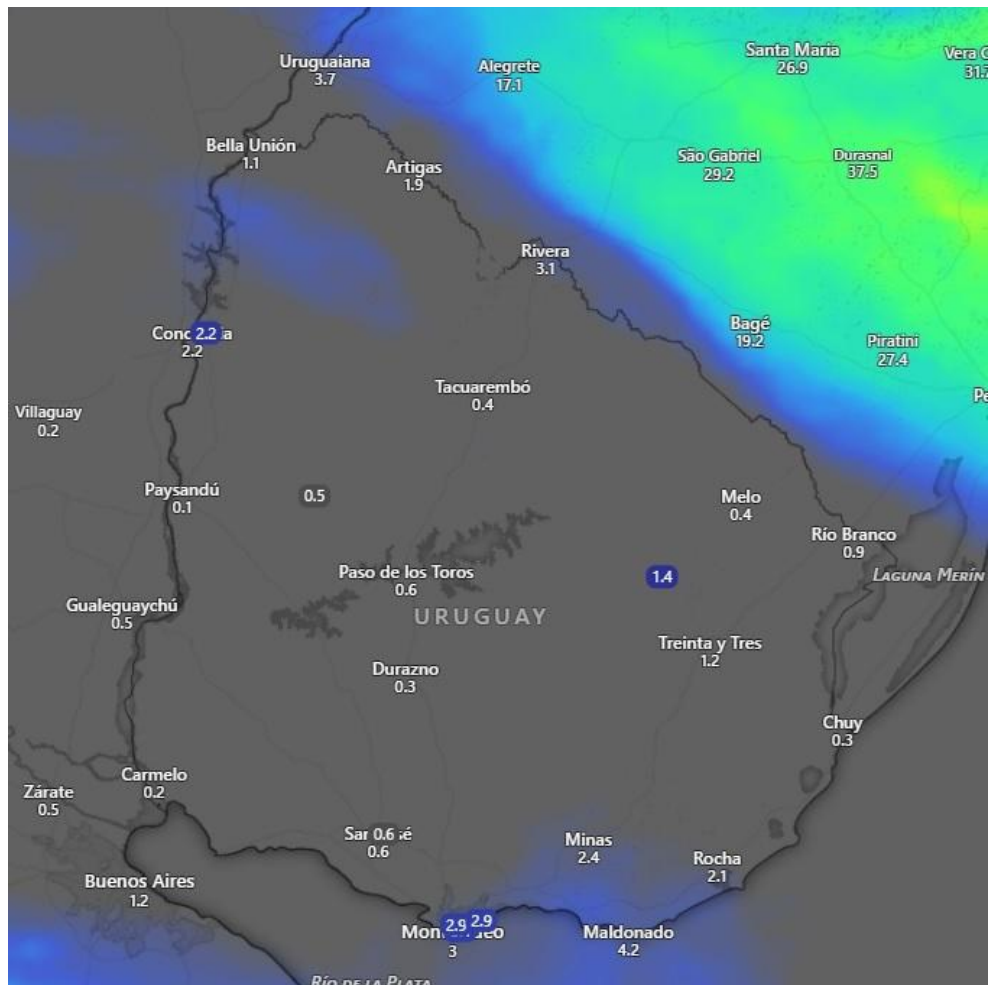 Santa Maria
26.9
Uruguaiana
3.7
Alegrete
17.1
Bella Unión
1.1
Artigas
1.9
São Gabriel
29.2
Durasnal
37.5
Rivera
3.1
2.2
2.2
Bagé
19.2
Piratini
27.4
Tacuarembó
0.4
Villaguay
0.2
Paysandú
0.1
0.5
Melo
0.4
Río Branco
0.9
Paso de los Toros
0.6
1.4
LAGUNA MERÍN
Gualeguaychú
0.5
URUGUAY
Treinta y Tres
1.2
Durazno
0.3
Chuy
0.3
Carmelo
0.2
Zárate
0.5
0.6
0.6
Minas
2.4
Rocha
2.1
Buenos Aires
1.2
2.9
2.9
3
Maldonado
4.2
RÍO DE LA PLATA